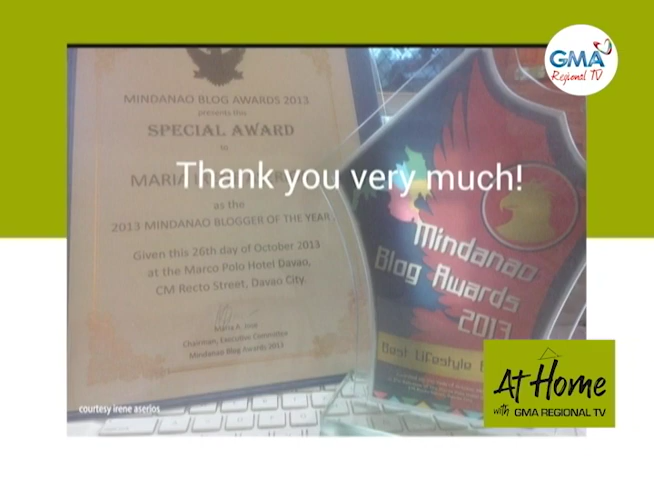 GMA
Regional TV
MINDANAO BLOG AWARDS 2013
presents this
SPECIAL AWARD
to
MARIA
Thank you very much!
as the
2013 MINDANAO BLOGGER OF THE YEAR
Given this 26th day of October 2013
at the Marco Polo Hotel Davao,
CM Recto Street, Davao City.
Maria A. Jose
Chairman, Executive Committee
Mindanao Blog Awards 2013
Mindanao
Blog Awards
2013
Best Lifestyle
At Home
with GMA REGIONAL TV
courtesy irene aserios